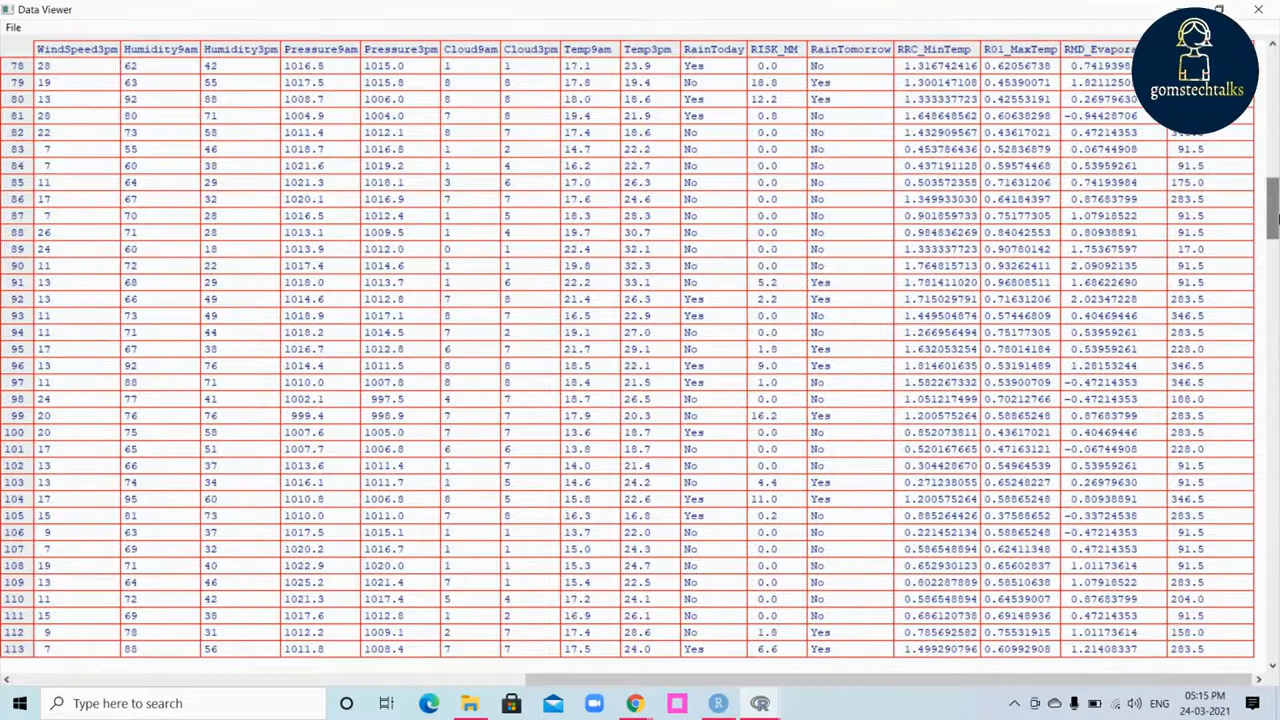 Data Viewer
File
gomstechtalks
WindSpeed3pm Humidity9am Humidity3pm Pressure9am Pressure3pm Cloud9am Cloud3pm Temp9am Temp3pm RainToday RISK_MM RainTomorrow RRC_MinTemp R01_MaxTemp RMD_Evapora
78 28 62 42 1016.8 1015.0 1 1 17.1 23.9 Yes 0.0 No 1.316742416 0.62056738 0.7419398
79 19 63 55 1017.5 1015.8 8 8 17.8 19.4 No 18.8 Yes 1.300147108 0.45390071 1.8211250
80 13 92 88 1008.7 1006.0 8 8 18.0 18.6 Yes 12.2 Yes 1.333337723 0.42553191 0.26979630
81 28 80 71 1004.9 1004.0 7 8 19.4 21.9 Yes 0.8 No 1.648648562 0.60638298 -0.94428706
82 22 73 58 1011.4 1012.1 8 7 17.4 18.6 No 0.0 No 1.432909567 0.43617021 0.47214353
83 7 55 46 1018.7 1016.8 1 2 14.7 22.2 No 0.0 No 0.453786436 0.52836879 0.06744908 91.5
84 7 60 38 1021.6 1019.2 1 4 16.2 22.7 No 0.0 No 0.437191128 0.59574468 0.53959261 91.5
85 11 64 29 1021.3 1018.1 3 6 17.0 26.3 No 0.0 No 0.503572358 0.71631206 0.74193984 175.0
86 17 67 32 1020.1 1016.9 7 7 17.6 24.6 No 0.0 No 1.349933030 0.64184397 0.87683799 283.5
87 7 70 28 1016.5 1012.4 1 5 18.3 28.3 No 0.0 No 0.901859733 0.75177305 1.07918522 91.5
88 26 71 28 1013.1 1009.5 1 4 19.7 30.7 No 0.0 No 0.984836269 0.84042553 0.80938891 91.5
89 24 60 18 1013.9 1012.0 0 1 22.4 32.1 No 0.0 No 1.333337723 0.90780142 1.75367597 17.0
90 11 72 22 1017.4 1014.6 1 1 19.8 32.3 No 0.0 No 1.764815713 0.93262411 2.09092135 91.5
91 13 68 29 1018.0 1013.7 1 6 22.2 33.1 No 5.2 Yes 1.781411020 0.96808511 1.68622690 91.5
92 13 66 49 1014.6 1012.8 7 8 21.4 26.3 Yes 2.2 Yes 1.715029791 0.71631206 2.02347228 283.5
93 11 73 49 1018.9 1017.1 8 7 16.5 22.9 Yes 0.0 No 1.449504874 0.57446809 0.40469446 346.5
94 11 71 44 1018.2 1014.5 7 2 19.1 27.0 No 0.0 No 1.266956494 0.75177305 0.53959261 283.5
95 17 67 38 1016.7 1012.8 6 7 21.7 29.1 No 1.8 Yes 1.632053254 0.78014184 0.53959261 228.0
96 13 92 76 1014.4 1011.5 8 8 18.5 22.1 Yes 9.0 Yes 1.814601635 0.53191489 1.28153244 346.5
97 11 88 71 1010.0 1007.8 8 8 18.4 21.5 Yes 1.0 No 1.582267332 0.53900709 -0.47214353 346.5
98 24 77 41 1002.1 997.5 4 7 18.7 26.5 No 0.0 No 1.051217499 0.70212766 -0.47214353 188.0
99 20 76 76 999.4 998.9 7 7 17.9 20.3 No 16.2 Yes 1.200575264 0.58865248 0.87683799 283.5
100 20 75 58 1007.6 1005.0 7 7 13.6 18.7 Yes 0.0 No 0.852073811 0.43617021 0.40469446 283.5
101 17 65 51 1007.7 1006.8 6 6 13.8 18.7 No 0.0 No 0.520167665 0.47163121 -0.06744908 228.0
102 13 66 37 1013.6 1011.4 1 7 14.0 21.4 No 0.0 No 0.304428670 0.54964539 0.53959261 91.5
103 13 74 34 1016.1 1011.7 1 5 14.6 24.2 No 4.4 Yes 0.271238055 0.65248227 0.26979630 91.5
104 17 95 60 1010.8 1006.8 8 5 15.8 22.6 Yes 11.0 Yes 1.200575264 0.58865248 0.80938891 346.5
105 15 81 73 1010.0 1011.0 7 8 16.3 16.8 Yes 0.2 No 0.885264426 0.37588652 -0.33724538 283.5
106 9 63 37 1017.5 1015.1 1 1 13.7 22.0 No 0.0 No 0.221452134 0.58865248 -0.47214353 91.5
107 7 69 32 1020.2 1016.7 1 1 15.0 24.3 No 0.0 No 0.586548894 0.62411348 0.47214353 91.5
108 19 71 40 1022.9 1020.0 1 1 15.3 24.7 No 0.0 No 0.652930123 0.65602837 1.01173614 91.5
109 13 64 46 1025.2 1021.4 7 1 15.4 22.5 No 0.0 No 0.802287889 0.58510638 1.07918522 283.5
110 11 72 42 1021.3 1017.4 5 4 17.2 24.1 No 0.0 No 0.586548894 0.64539007 0.87683799 204.0
111 15 69 38 1017.6 1012.8 1 2 16.9 26.1 No 0.0 No 0.686120738 0.69148936 0.47214353 91.5
112 9 78 31 1012.2 1009.1 2 7 17.4 28.6 No 1.8 Yes 0.785692582 0.75531915 1.01173614 158.0
113 7 88 56 1011.8 1008.4 7 7 17.5 24.0 Yes 6.6 Yes 1.499290796 0.60992908 1.21408337 283.5
Type here to search
ENG
05:15 PM
24-03-2021